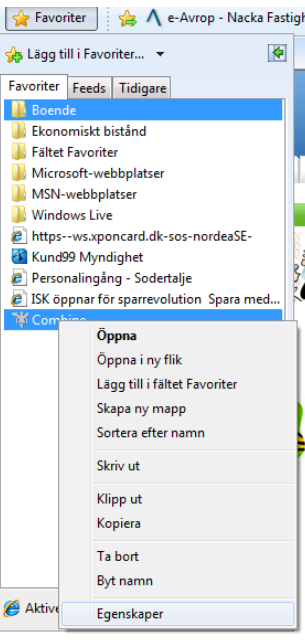 Favoriter e-Avrop - Nacka Fastigh
Lägg till i Favoriter...
Favoriter Feeds Tidigare
Boende
Ekonomiskt bistånd
Fältet Favoriter
Microsoft-webbplatser
MSN-webbplatser
Windows Live
https--ws.xponcard.dk-sos-nordeaSE-
Kund99 Myndighet
Personalingång - Sodertalje
ISK öppnar för sparrevolution Spara med...
Combine
Öppna
Öppna i ny flik
Lägg till i fältet Favoriter
Skapa ny mapp
Sortera efter namn
Skriv ut
Klipp ut
Kopiera
Ta bort
Byt namn
Aktive
Egenskaper